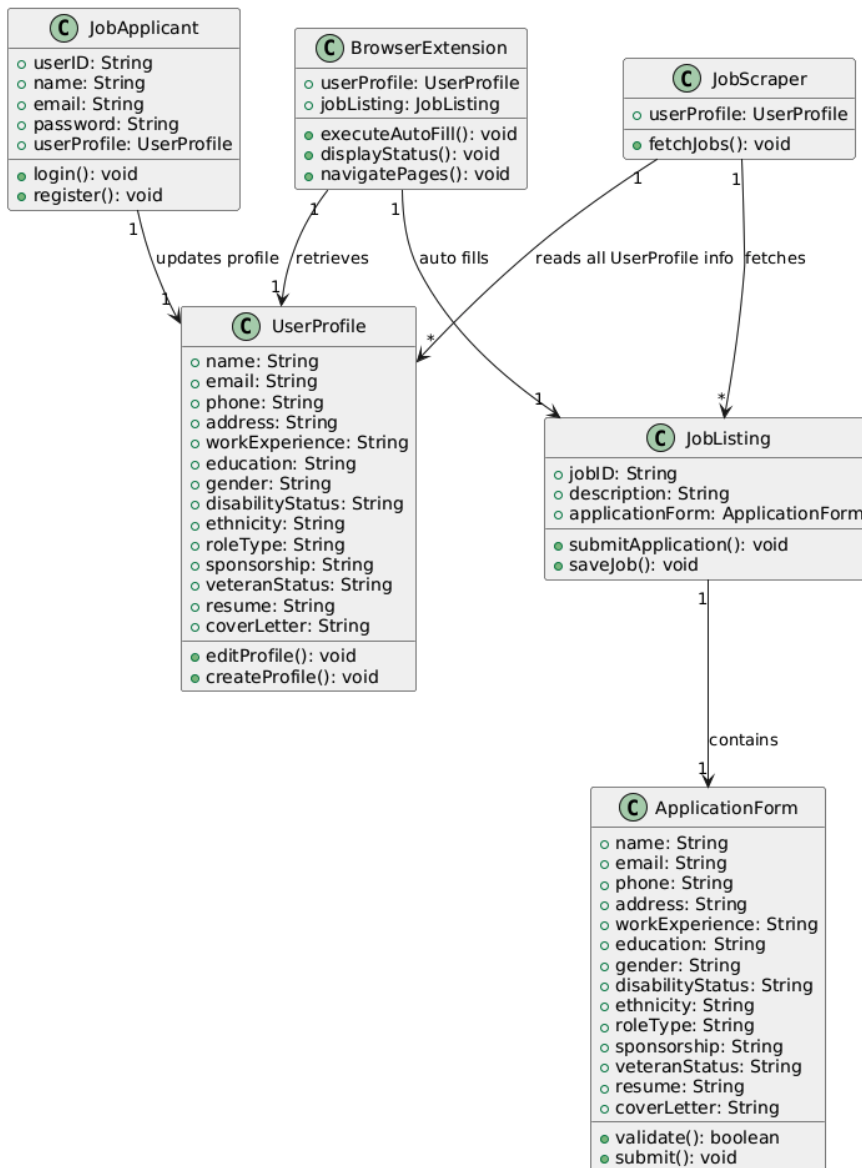 C JobApplicant
userID: String
name: String
email: String
password: String
userProfile: UserProfile
login(): void
register(): void
C BrowserExtension
userProfile: UserProfile
jobListing: JobListing
executeAutoFill(): void
displayStatus(): void
navigatePages(): void
C JobScraper
userProfile: UserProfile
fetchJobs(): void
1
updates profile
1
1
retrieves
1
1
auto fills
1
1
reads all UserProfile info
*
1
fetches
*
C UserProfile
name: String
email: String
phone: String
address: String
workExperience: String
education: String
gender: String
disabilityStatus: String
ethnicity: String
roleType: String
sponsorship: String
veteranStatus: String
resume: String
coverLetter: String
editProfile(): void
createProfile(): void
C JobListing
jobID: String
description: String
applicationForm: ApplicationForm
submitApplication(): void
saveJob(): void
1
contains
1
C ApplicationForm
name: String
email: String
phone: String
address: String
workExperience: String
education: String
gender: String
disabilityStatus: String
ethnicity: String
roleType: String
sponsorship: String
veteranStatus: String
resume: String
coverLetter: String
validate(): boolean
submit(): void